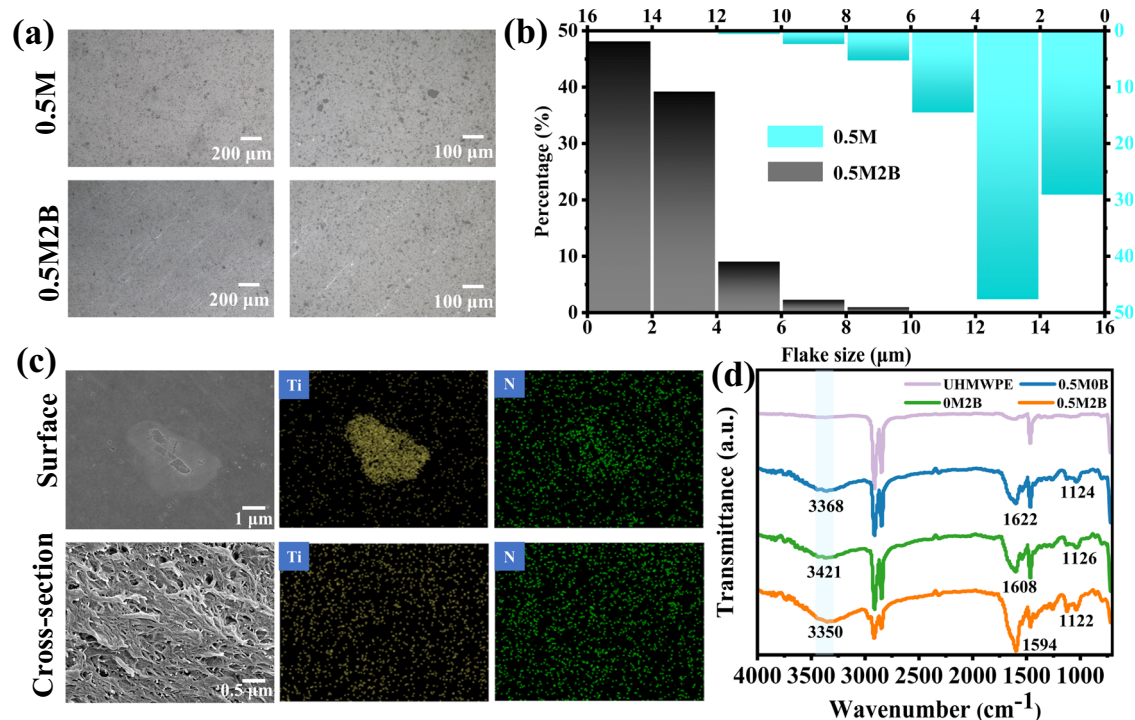 (a)
0.5M
200 μm
100 μm
0.5M2B
200 μm
100 μm
(b)
16 14 12 10 8 6 4 2 0
50 40 30 20 10 0
Percentage (%)
0 10 20 30 40 50
0.5M
0.5M2B
0 2 4 6 8 10 12 14 16
Flake size (μm)
(c)
Surface
1 μm
Ti
N
Cross-section
0.5 μm
Ti
N
(d)
UHMWPE 0.5M0B
0M2B 0.5M2B
Transmittance (a.u.)
3368 1622 1124
3421 1608 1126
3350 1594 1122
4000 3500 3000 2500 2000 1500 1000
Wavenumber (cm-1)